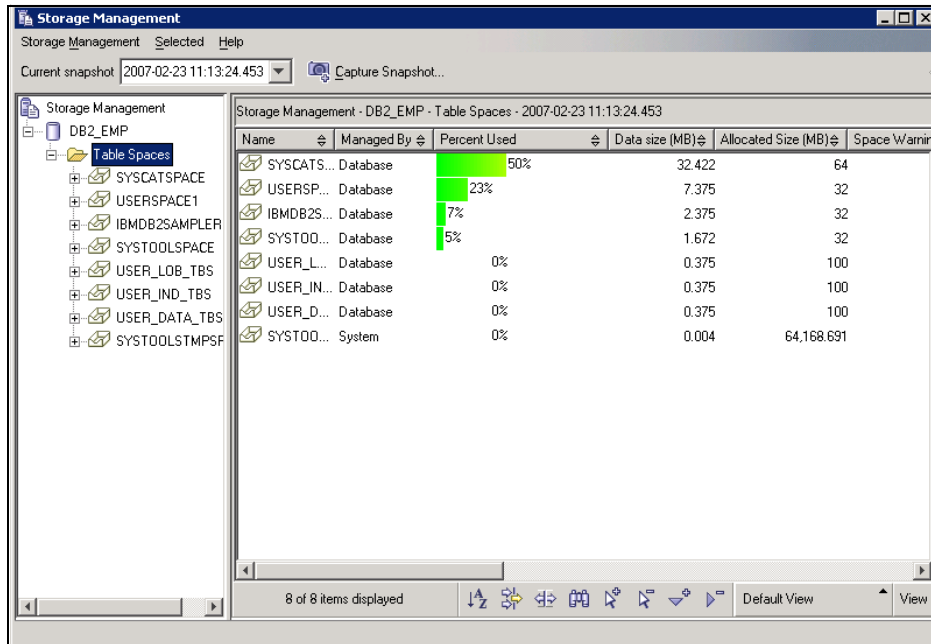 Storage Management
Storage Management Selected Help
Current snapshot 2007-02-23 11:13:24.453 Capture Snapshot...
Storage Management
DB2_EMP
Table Spaces
SYSCATSPACE
USERSPACE1
IBMDB2SAMPLER
SYSTOOLSPACE
USER_LOB_TBS
USER_IND_TBS
USER_DATA_TBS
SYSTOOLSTMPSP
Storage Management - DB2_EMP - Table Spaces - 2007-02-23 11:13:24.453
Name Managed By Percent Used Data size (MB) Allocated Size (MB) Space Warnin
SYSCATS... Database 50% 32.422 64
USERSP... Database 23% 7.375 32
IBMDB2S... Database 7% 2.375 32
SYSTOO... Database 5% 1.672 32
USER_L... Database 0% 0.375 100
USER_IN... Database 0% 0.375 100
USER_D... Database 0% 0.375 100
SYSTOO... System 0% 0.004 64,168.691
8 of 8 items displayed Default View View